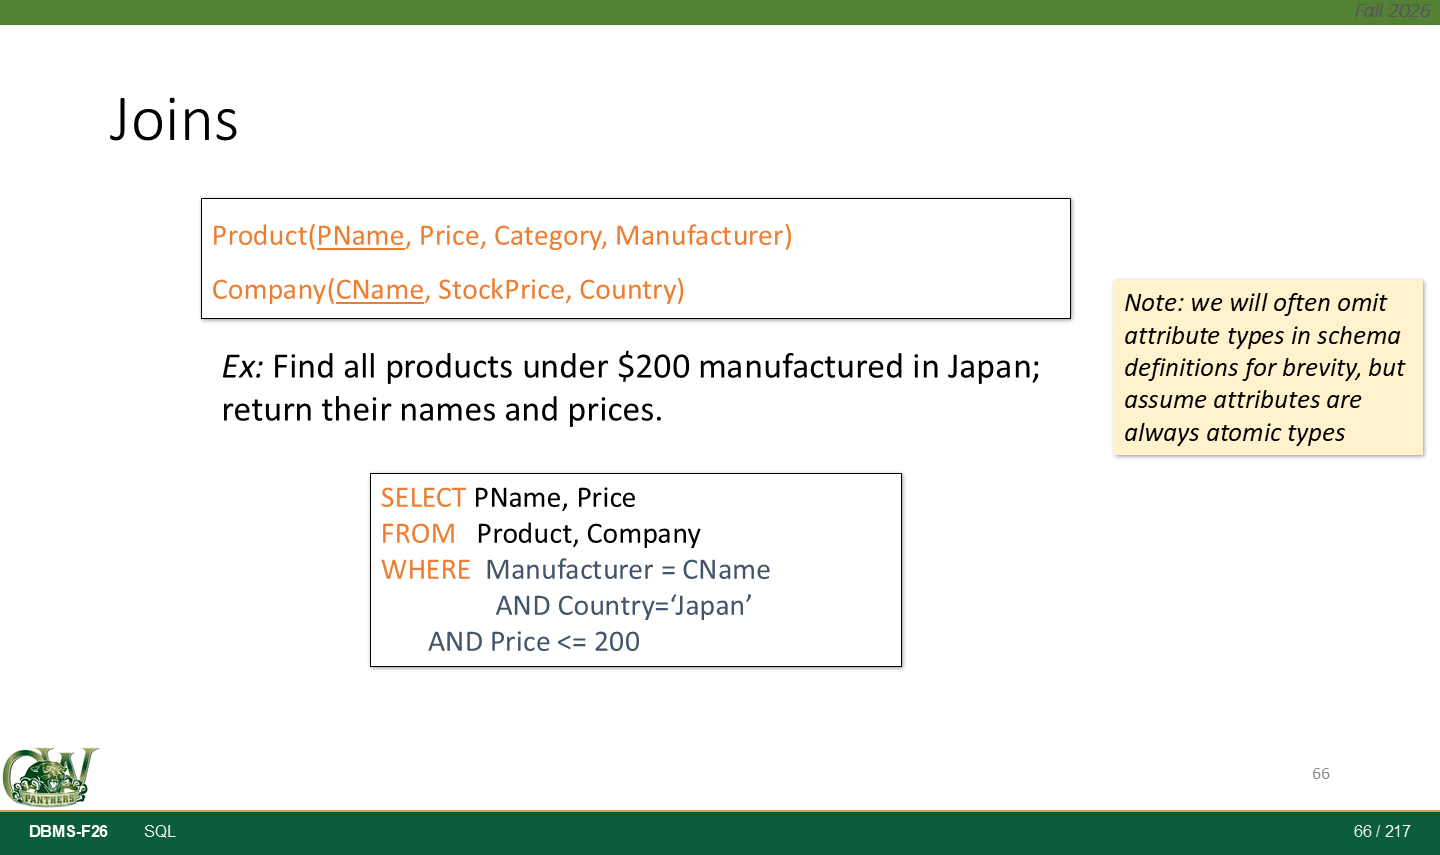 Fall 2026
Joins
Product(PName, Price, Category, Manufacturer)
Company(CName, StockPrice, Country)
Note: we will often omit
attribute types in schema
definitions for brevity, but
assume attributes are
always atomic types
Ex: Find all products under $200 manufactured in Japan;
return their names and prices.
SELECT PName, Price
FROM Product, Company
WHERE Manufacturer = CName
AND Country=‘Japan’
AND Price <= 200
OW
PANTHERS
66
DBMS-F26 SQL 66 / 217